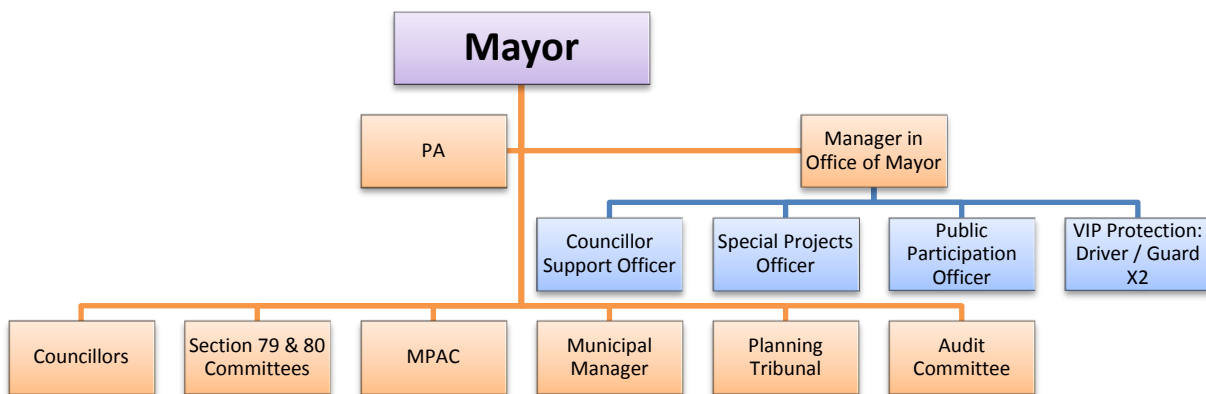 Mayor
PA
Manager in
Office of Mayor
Councillor
Support Officer
Special Projects
Officer
Public
Participation
Officer
VIP Protection:
Driver / Guard
X2
Councillors
Section 79 & 80
Committees
MPAC
Municipal
Manager
Planning
Tribunal
Audit
Committee